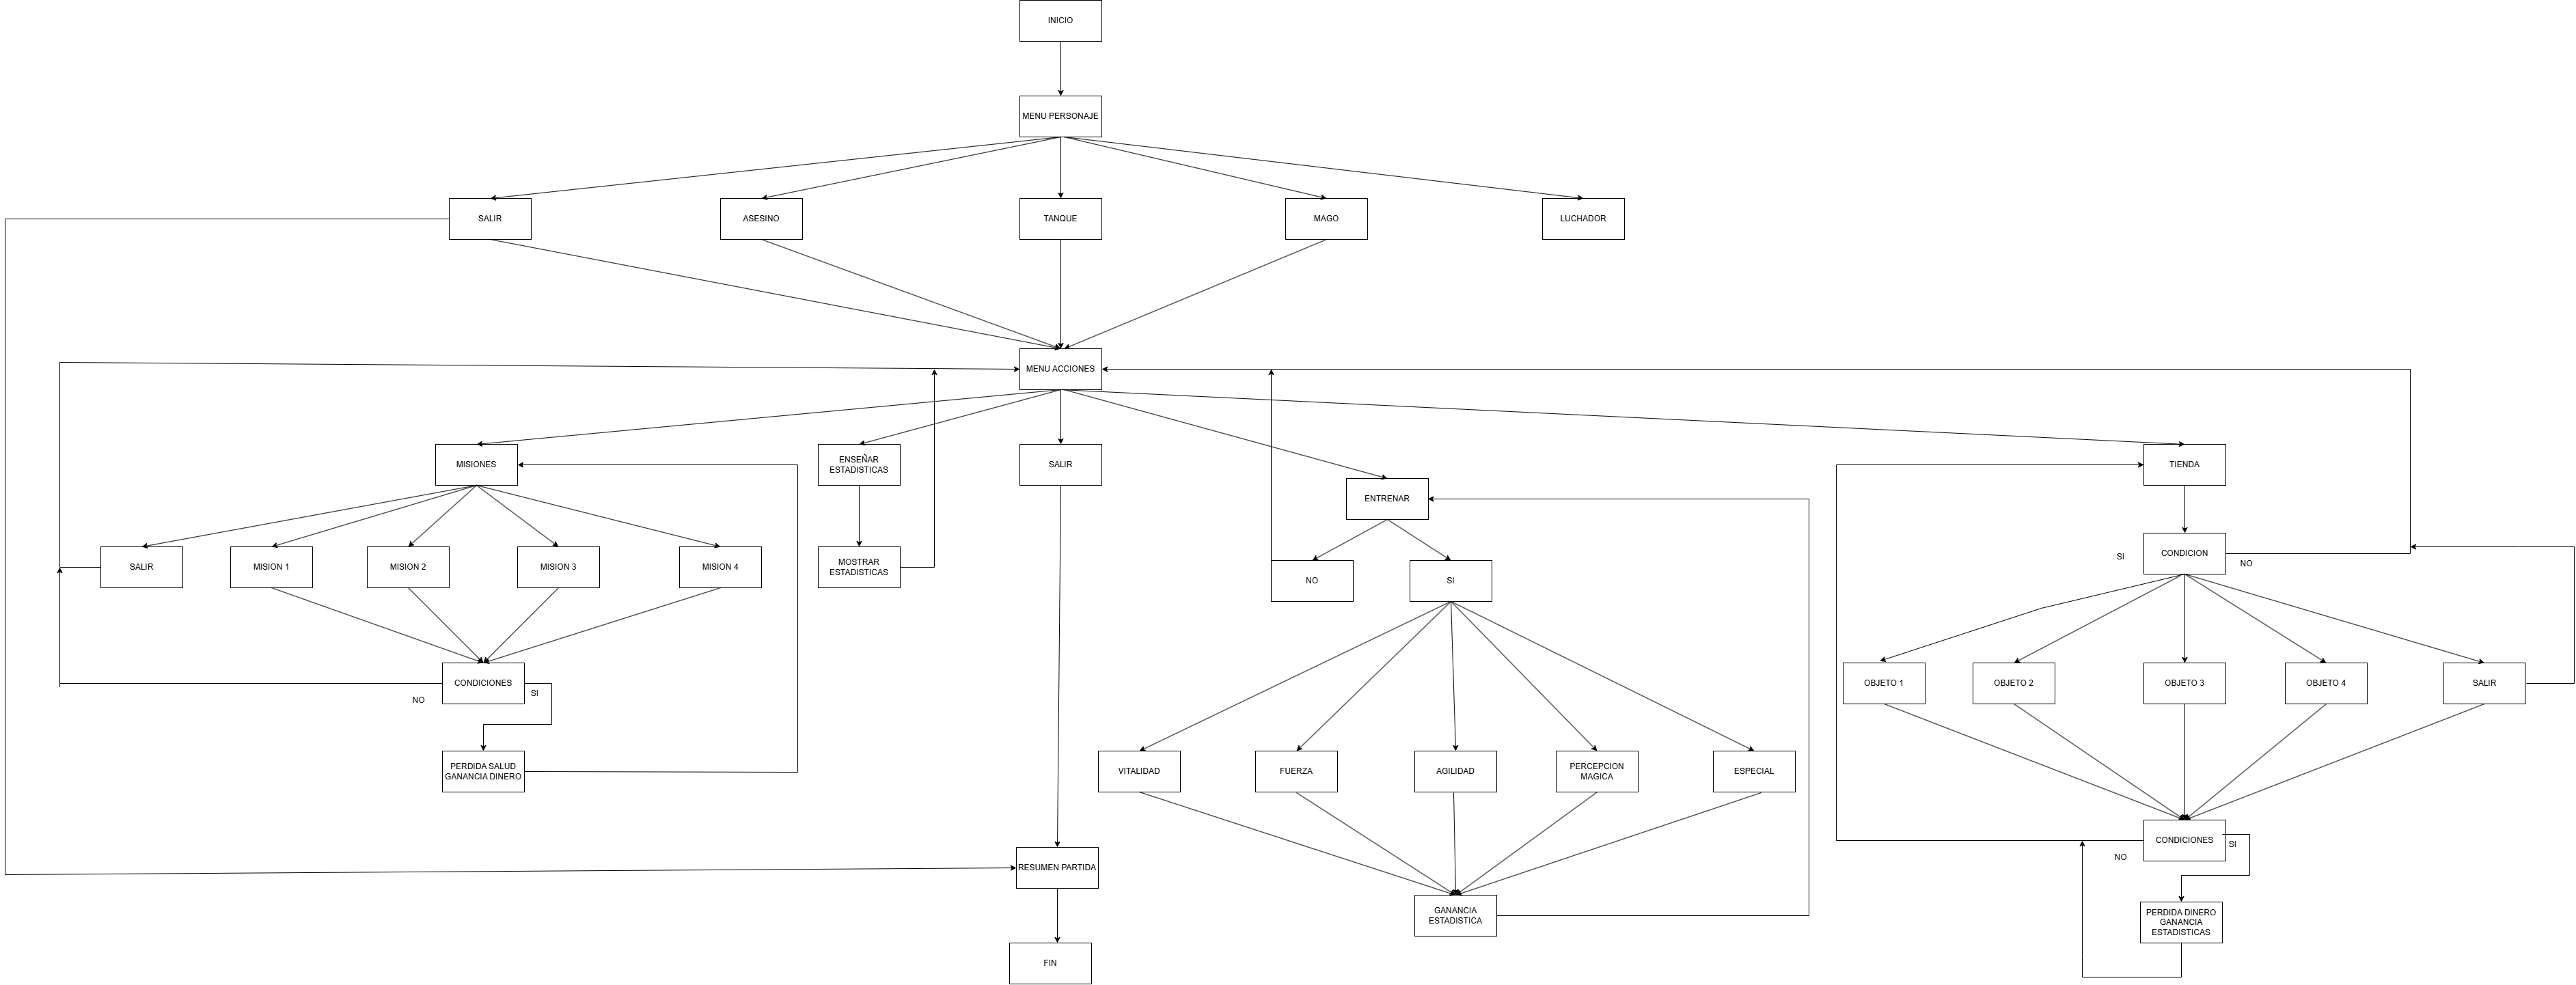 INICIO
MENU PERSONAJE
SALIR
ASESINO
TANQUE
MAGO
LUCHADOR
MENU ACCIONES
MISIONES
ENSEÑAR
ESTADISTICAS
SALIR
ENTRENAR
TIENDA
SALIR
MISION 1
MISION 2
MISION 3
MISION 4
MOSTRAR
ESTADISTICAS
NO
SI
SI
CONDICION
NO
CONDICIONES
NO
SI
OBJETO 1
OBJETO 2
OBJETO 3
OBJETO 4
SALIR
PERDIDA SALUD
GANANCIA DINERO
VITALIDAD
FUERZA
AGILIDAD
PERCEPCION
MAGICA
ESPECIAL
CONDICIONES
SI
NO
RESUMEN PARTIDA
GANANCIA
ESTADISTICA
PERDIDA DINERO
GANANCIA
ESTADISTICAS
FIN